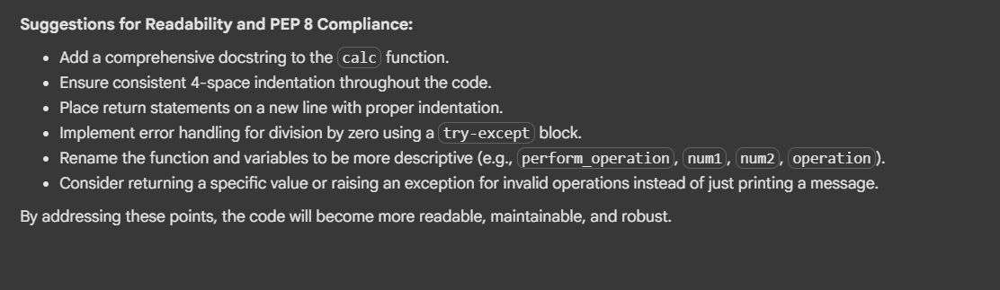 Suggestions for Readability and PEP 8 Compliance:
• Add a comprehensive docstring to the calc function.
• Ensure consistent 4-space indentation throughout the code.
• Place return statements on a new line with proper indentation.
• Implement error handling for division by zero using a try-except block.
• Rename the function and variables to be more descriptive (e.g., perform_operation, num1, num2, operation).
• Consider returning a specific value or raising an exception for invalid operations instead of just printing a message.
By addressing these points, the code will become more readable, maintainable, and robust.